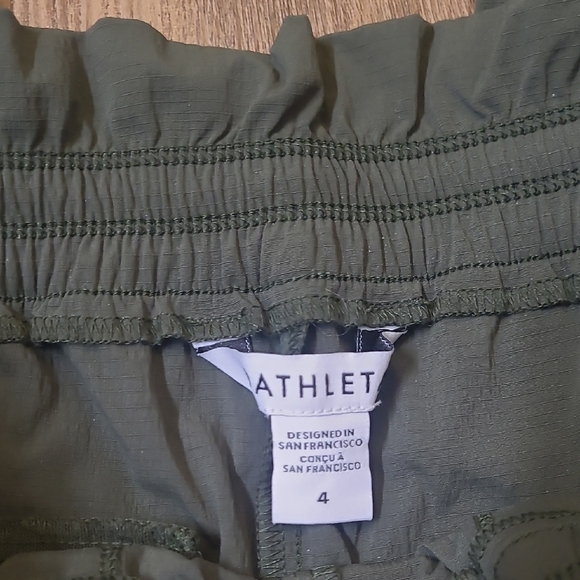 ATHLET
DESIGNED IN
SAN FRANCISCO
CONÇU À
SAN FRANCISCO
4